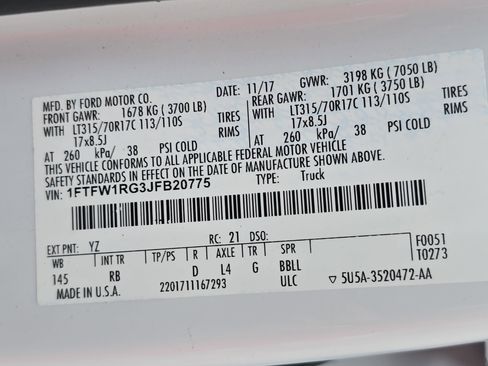 MFD. BY FORD MOTOR CO. DATE: 11/17 GVWR: 3198 KG (7050 LB)
FRONT GAWR: 1678 KG (3700 LB) REAR GAWR: 1701 KG (3750 LB)
WITH LT315/70R17C 113/110S TIRES WITH LT315/70R17C 113/110S TIRES
17x8.5J RIMS 17x8.5J RIMS
AT 260 kPa/ 38 PSI COLD AT 260 kPa/ 38 PSI COLD
THIS VEHICLE CONFORMS TO ALL APPLICABLE FEDERAL MOTOR VEHICLE
SAFETY STANDARDS IN EFFECT ON THE DATE OF MANUFACTURE SHOWN ABOVE.
VIN: 1FTFW1RG3JFB20775 TYPE: Truck
EXT PNT: YZ RC: 21 DSO: F0051
WB INT TR TP/PS R AXLE TR SPR T0273
145 RB D L4 G BBLL
MADE IN U.S.A. 2201711167293 ULC ▽ 5U5A-3520472-AA